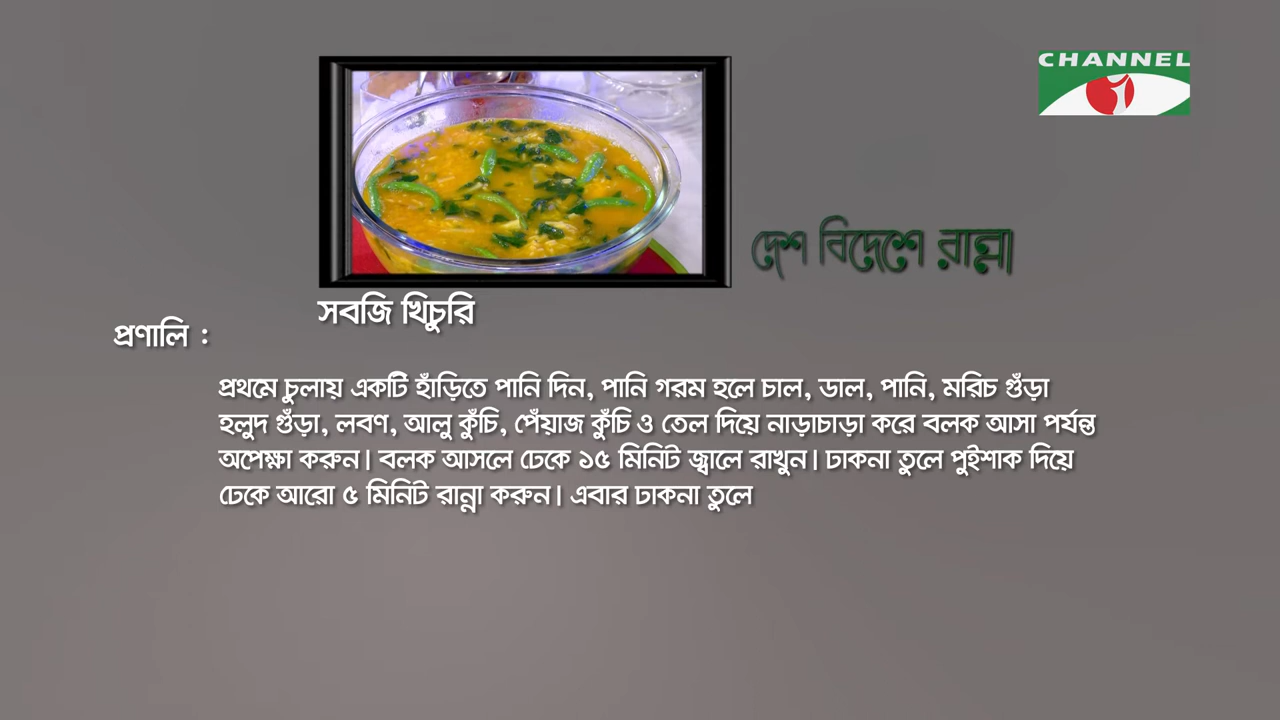 CHANNEL
দেশ বিদেশে রান্না
সবজি খিচুরি
প্রণালি :
প্রথমে চুলায় একটি হাঁড়িতে পানি দিন, পানি গরম হলে চাল, ডাল, পানি, মরিচ গুঁড়া
হলুদ গুঁড়া, লবণ, আলু কুঁচি, পেঁয়াজ কুঁচি ও তেল দিয়ে নাড়াচাড়া করে বলক আসা পর্যন্ত
অপেক্ষা করুন। বলক আসলে ঢেকে ১৫ মিনিট জ্বালে রাখুন। ঢাকনা তুলে পুইশাক দিয়ে
ঢেকে আরো ৫ মিনিট রান্না করুন। এবার ঢাকনা তুলে